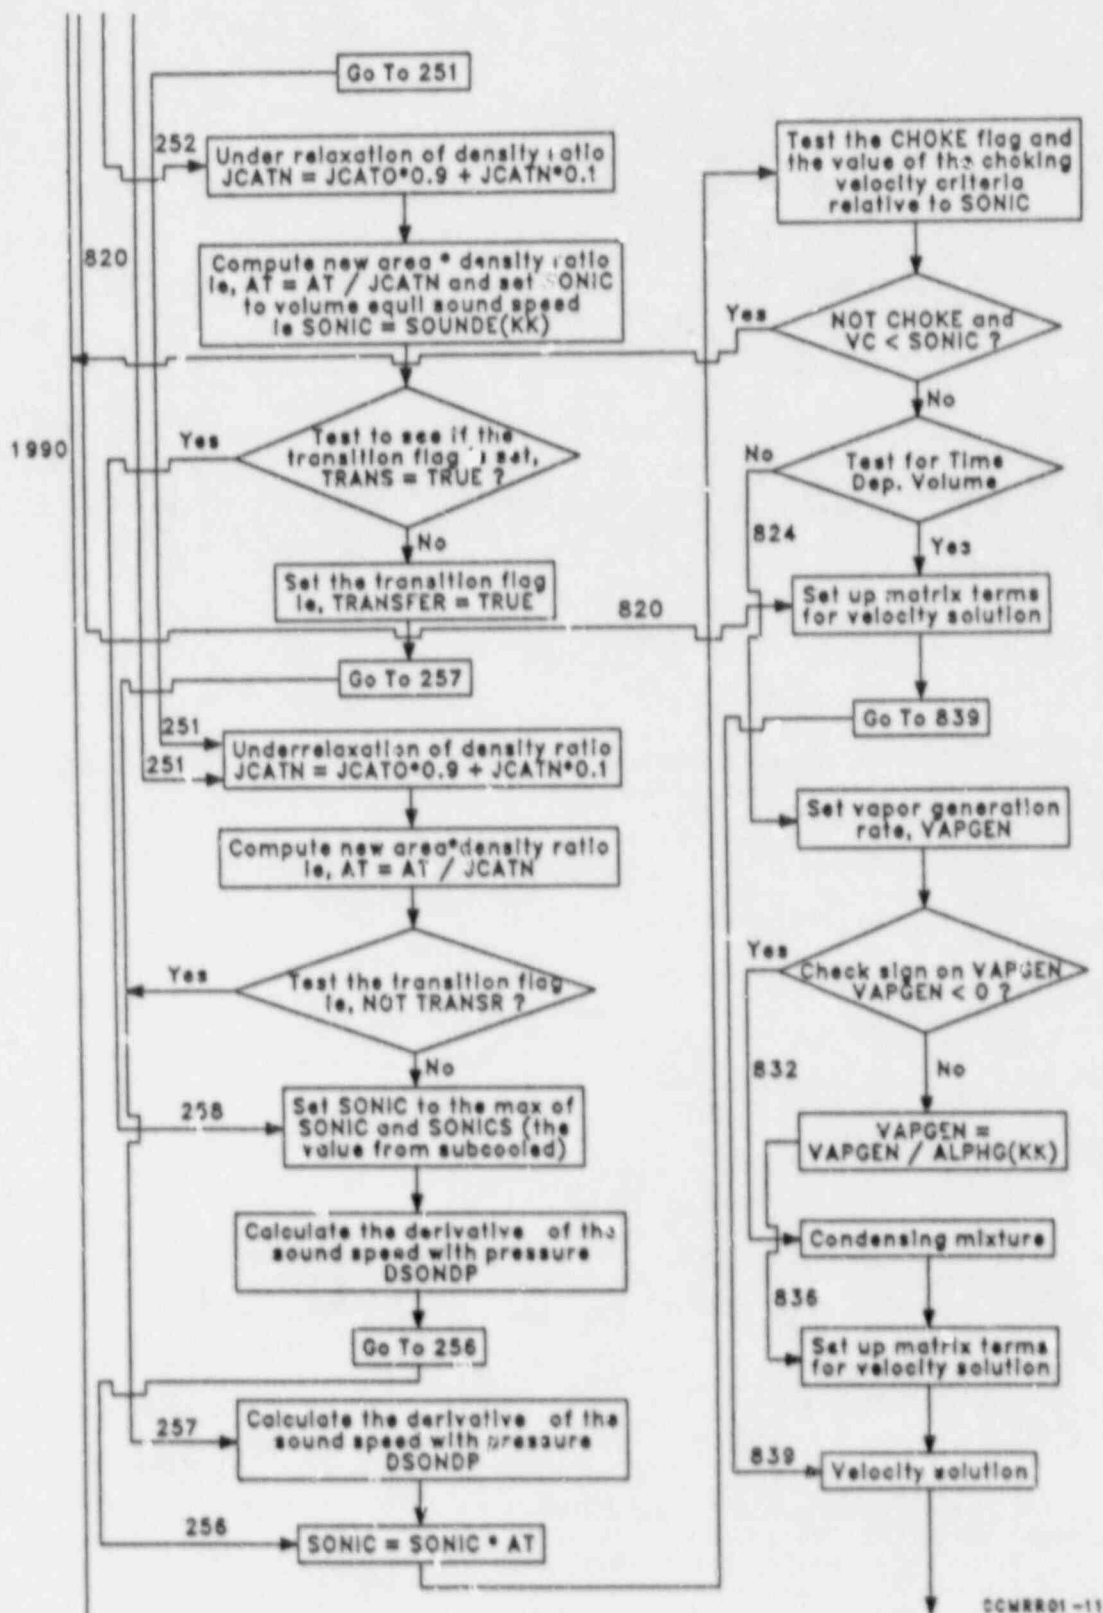 Go To 251
252
Under relaxation of density ratio
JCATN = JCATO*0.9 + JCATN*0.1
820
Compute new area * density ratio
ie, AT = AT / JCATN and set SONIC
to volume equil sound speed
ie SONIC = SOUNDE(KK)
1990
Yes
Test to see if the
transition flag set,
TRANS = TRUE ?
No
Set the transition flag
ie, TRANSFER = TRUE
820
Go To 257
251
251
Underrelaxation of density ratio
JCATN = JCATO*0.9 + JCATN*0.1
Compute new area*density ratio
ie, AT = AT / JCATN
Yes
Test the transition flag
ie, NOT TRANSR ?
No
258
Set SONIC to the max of
SONIC and SONICS (the
value from subcooled)
Calculate the derivative of the
sound speed with pressure
DSONDP
Go To 256
257
Calculate the derivative of the
sound speed with pressure
DSONDP
256
SONIC = SONIC * AT
Test the CHOKE flag and
the value of the choking
velocity criteria
relative to SONIC
Yes
NOT CHOKE and
VC < SONIC ?
No
No
Test for Time
Dep. Volume
824
Yes
Set up matrix terms
for velocity solution
Go To 839
Set vapor generation
rate, VAPGEN
Yes
Check sign on VAPGEN
VAPGEN < 0 ?
832
No
VAPGEN =
VAPGEN / ALPHG(KK)
Condensing mixture
836
Set up matrix terms
for velocity solution
839
Velocity solution